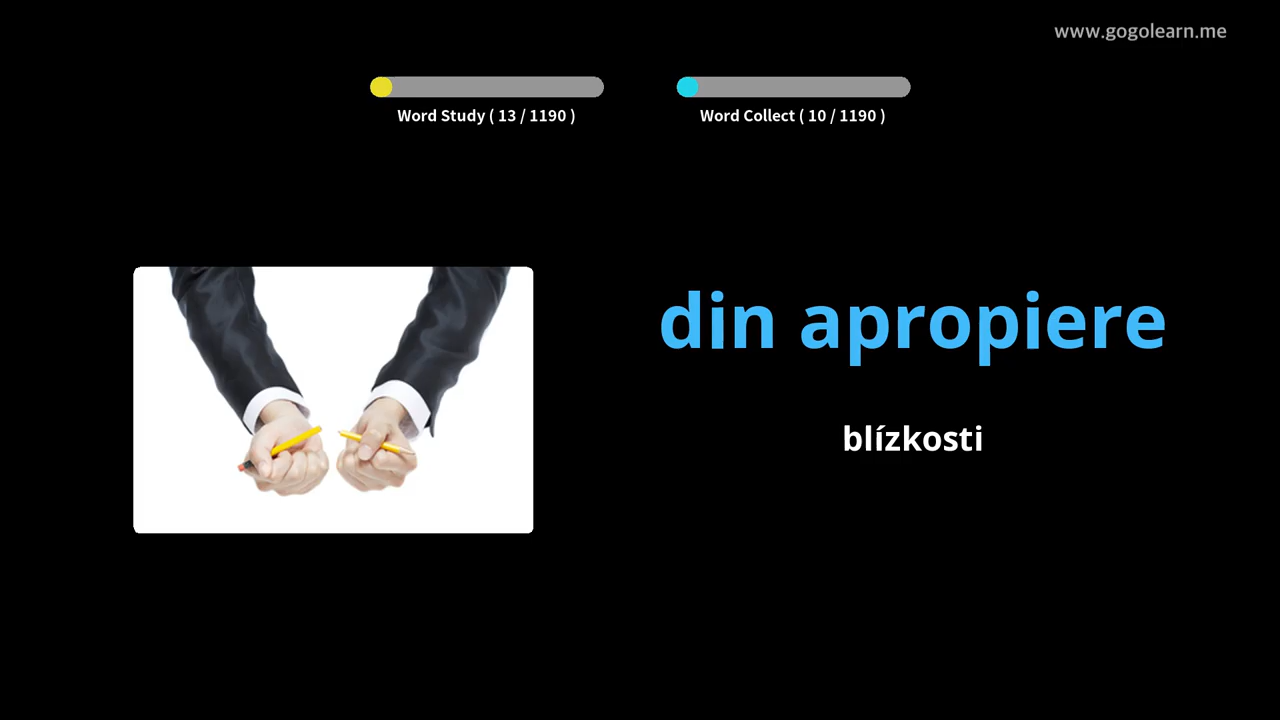 www.gogolearn.me
Word Study ( 13 / 1190 )
Word Collect ( 10 / 1190 )
din apropiere
blízkosti